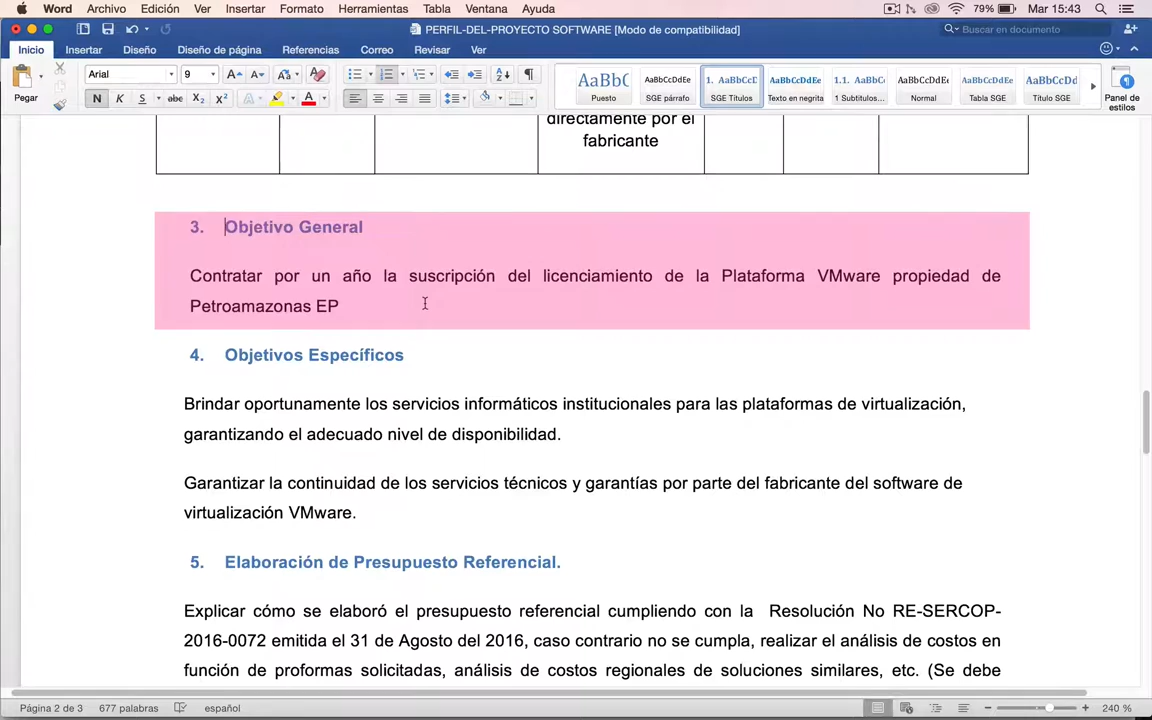 Word Archivo Edición Ver Insertar Formato Herramientas Tabla Ventana Ayuda 79% Mar 15:43
PERFIL-DEL-PROYECTO SOFTWARE [Modo de compatibilidad] Buscar en documento
Inicio Insertar Diseño Diseño de página Referencias Correo Revisar Ver
Pegar Arial 9 N K S abc X₂ X² A A
AaBbC AaBbCcDdEe 1. AaBbCcD AaBbCcDdEe 1.1. AaBbC AaBbCcDdEe AaBbCcDdEe AaBbCcDd
Puesto SGE párrafo SGE Títulos Texto en negrita 1 Subtitulos... Normal Tabla SGE Título SGE Panel de
estilos
directamente por el
fabricante
3. Objetivo General
Contratar por un año la suscripción del licenciamiento de la Plataforma VMware propiedad de
Petroamazonas EP
4. Objetivos Específicos
Brindar oportunamente los servicios informáticos institucionales para las plataformas de virtualización,
garantizando el adecuado nivel de disponibilidad.
Garantizar la continuidad de los servicios técnicos y garantías por parte del fabricante del software de
virtualización VMware.
5. Elaboración de Presupuesto Referencial.
Explicar cómo se elaboró el presupuesto referencial cumpliendo con la Resolución No RE-SERCOP-
2016-0072 emitida el 31 de Agosto del 2016, caso contrario no se cumpla, realizar el análisis de costos en
función de proformas solicitadas, análisis de costos regionales de soluciones similares, etc. (Se debe
Página 2 de 3 677 palabras español 240 %